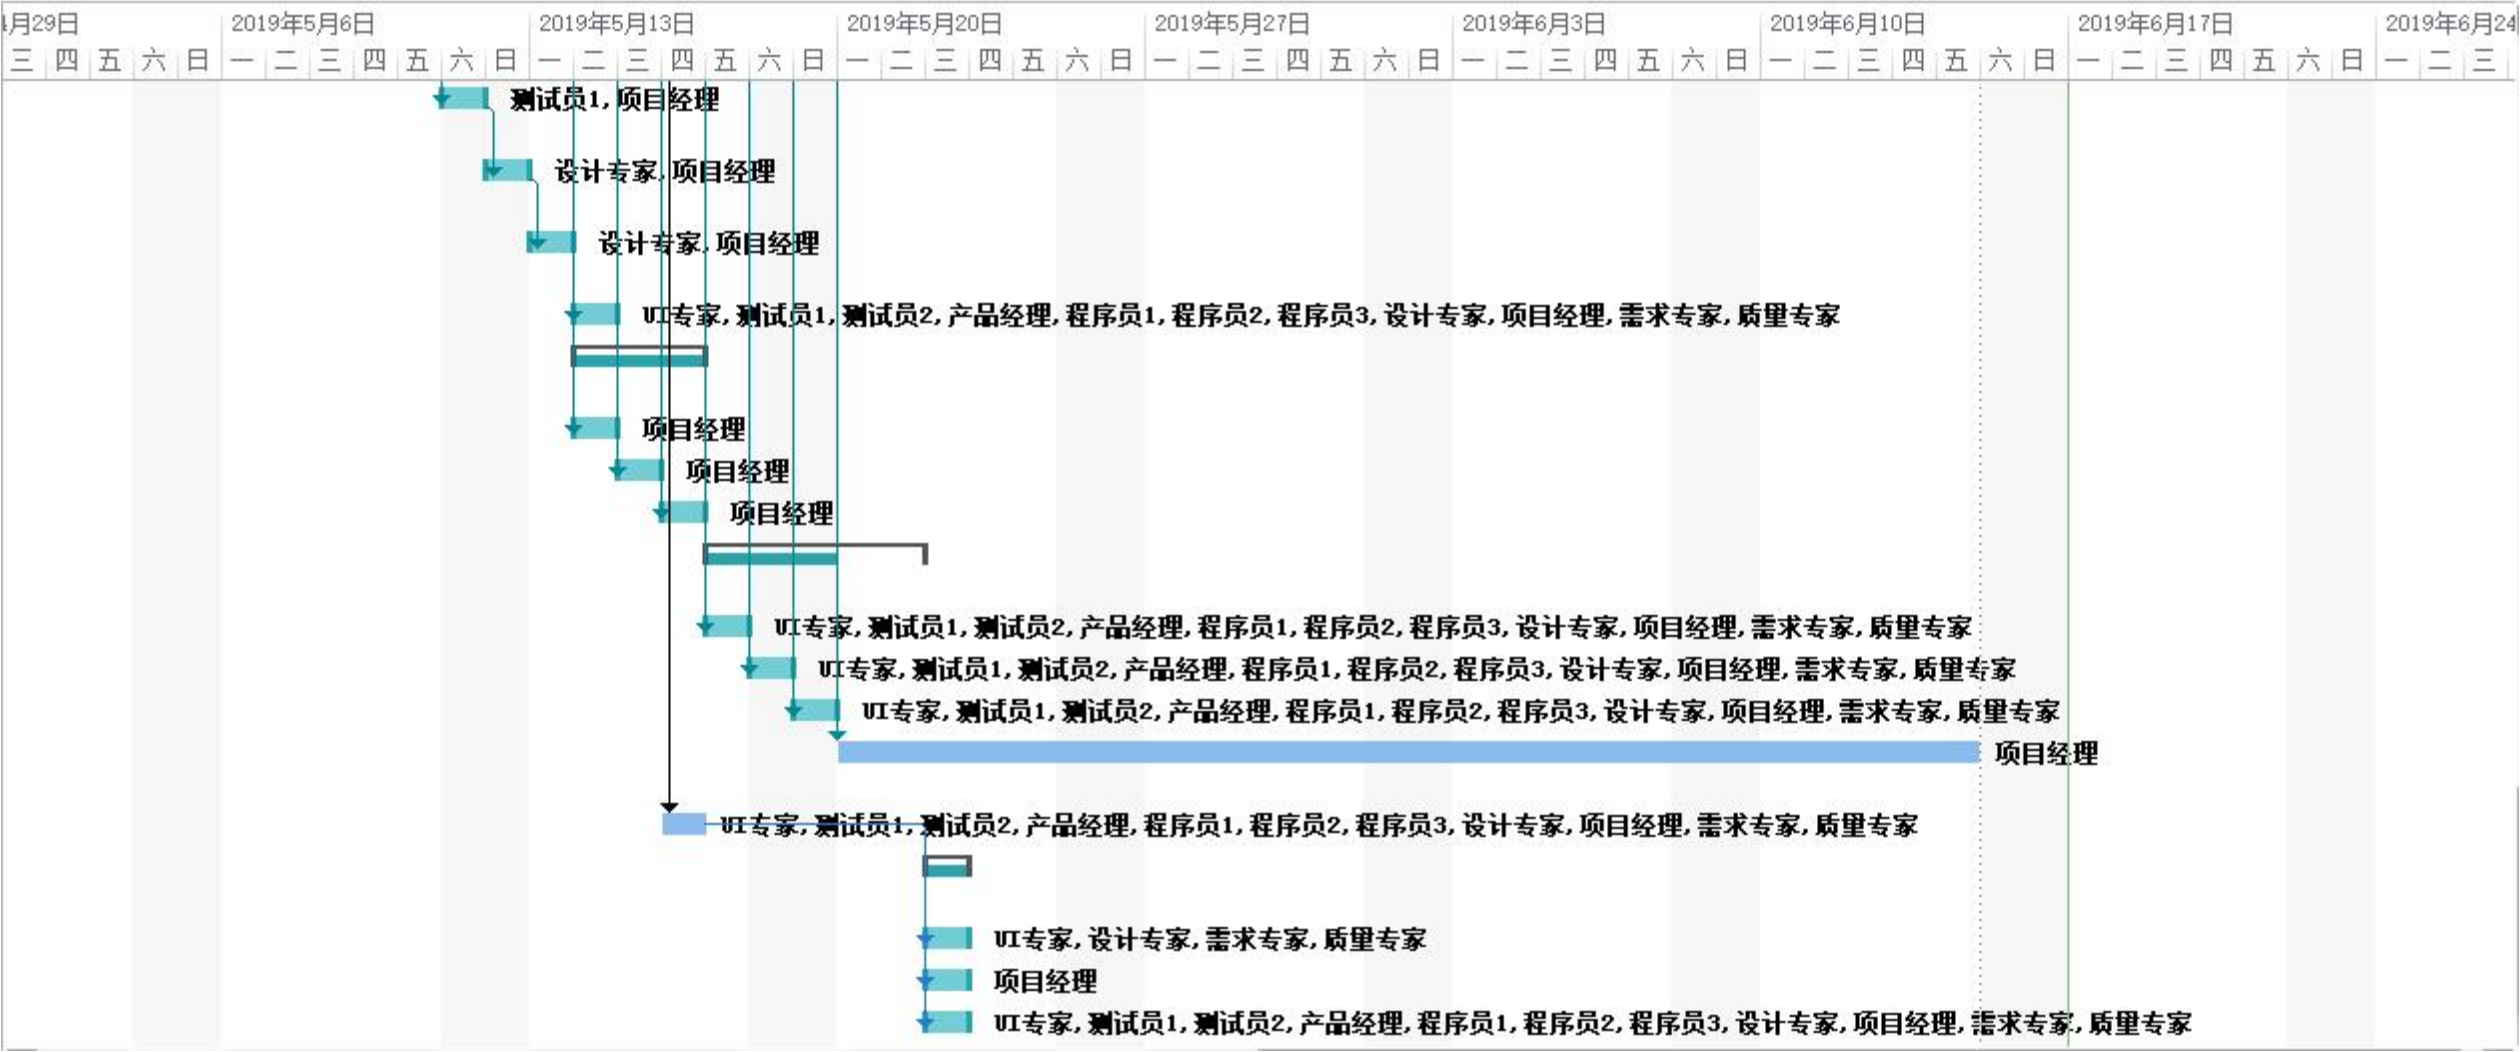 月29日 2019年5月6日 2019年5月13日 2019年5月20日 2019年5月27日 2019年6月3日 2019年6月10日 2019年6月17日 2019年6月24
三 四 五 六 日 一 二 三 四 五 六 日 一 二 三 四 五 六 日 一 二 三 四 五 六 日 一 二 三 四 五 六 日 一 二 三 四 五 六 日 一 二 三 四 五 六 日 一 二 三 四 五 六 日 一 二 三
测试员1, 项目经理
设计专家, 项目经理
设计专家, 项目经理
UI专家, 测试员1, 测试员2, 产品经理, 程序员1, 程序员2, 程序员3, 设计专家, 项目经理, 需求专家, 质量专家
项目经理
项目经理
项目经理
UI专家, 测试员1, 测试员2, 产品经理, 程序员1, 程序员2, 程序员3, 设计专家, 项目经理, 需求专家, 质量专家
UI专家, 测试员1, 测试员2, 产品经理, 程序员1, 程序员2, 程序员3, 设计专家, 项目经理, 需求专家, 质量专家
UI专家, 测试员1, 测试员2, 产品经理, 程序员1, 程序员2, 程序员3, 设计专家, 项目经理, 需求专家, 质量专家
项目经理
UI专家, 测试员1, 测试员2, 产品经理, 程序员1, 程序员2, 程序员3, 设计专家, 项目经理, 需求专家, 质量专家
UI专家, 设计专家, 需求专家, 质量专家
项目经理
UI专家, 测试员1, 测试员2, 产品经理, 程序员1, 程序员2, 程序员3, 设计专家, 项目经理, 需求专家, 质量专家